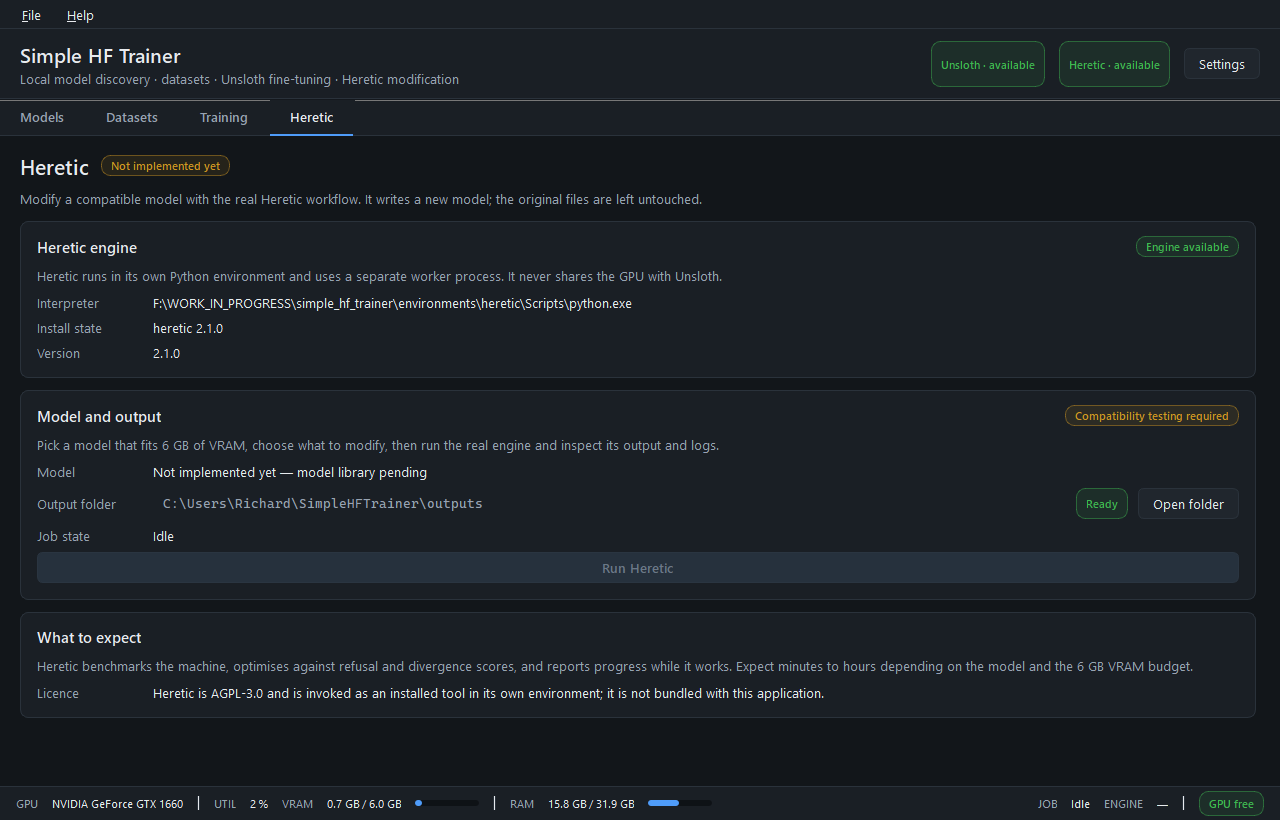 File Help
Simple HF Trainer
Local model discovery · datasets · Unsloth fine-tuning · Heretic modification
Unsloth · available
Heretic · available
Settings
Models Datasets Training Heretic
Heretic Not implemented yet
Modify a compatible model with the real Heretic workflow. It writes a new model; the original files are left untouched.
Heretic engine Engine available
Heretic runs in its own Python environment and uses a separate worker process. It never shares the GPU with Unsloth.
Interpreter F:\WORK_IN_PROGRESS\simple_hf_trainer\environments\heretic\Scripts\python.exe
Install state heretic 2.1.0
Version 2.1.0
Model and output Compatibility testing required
Pick a model that fits 6 GB of VRAM, choose what to modify, then run the real engine and inspect its output and logs.
Model Not implemented yet — model library pending
Output folder C:\Users\Richard\SimpleHFTrainer\outputs Ready Open folder
Job state Idle
Run Heretic
What to expect
Heretic benchmarks the machine, optimises against refusal and divergence scores, and reports progress while it works. Expect minutes to hours depending on the model and the 6 GB VRAM budget.
Licence Heretic is AGPL-3.0 and is invoked as an installed tool in its own environment; it is not bundled with this application.
GPU NVIDIA GeForce GTX 1660 | UTIL 2 % VRAM 0.7 GB / 6.0 GB | RAM 15.8 GB / 31.9 GB JOB Idle ENGINE — | GPU free